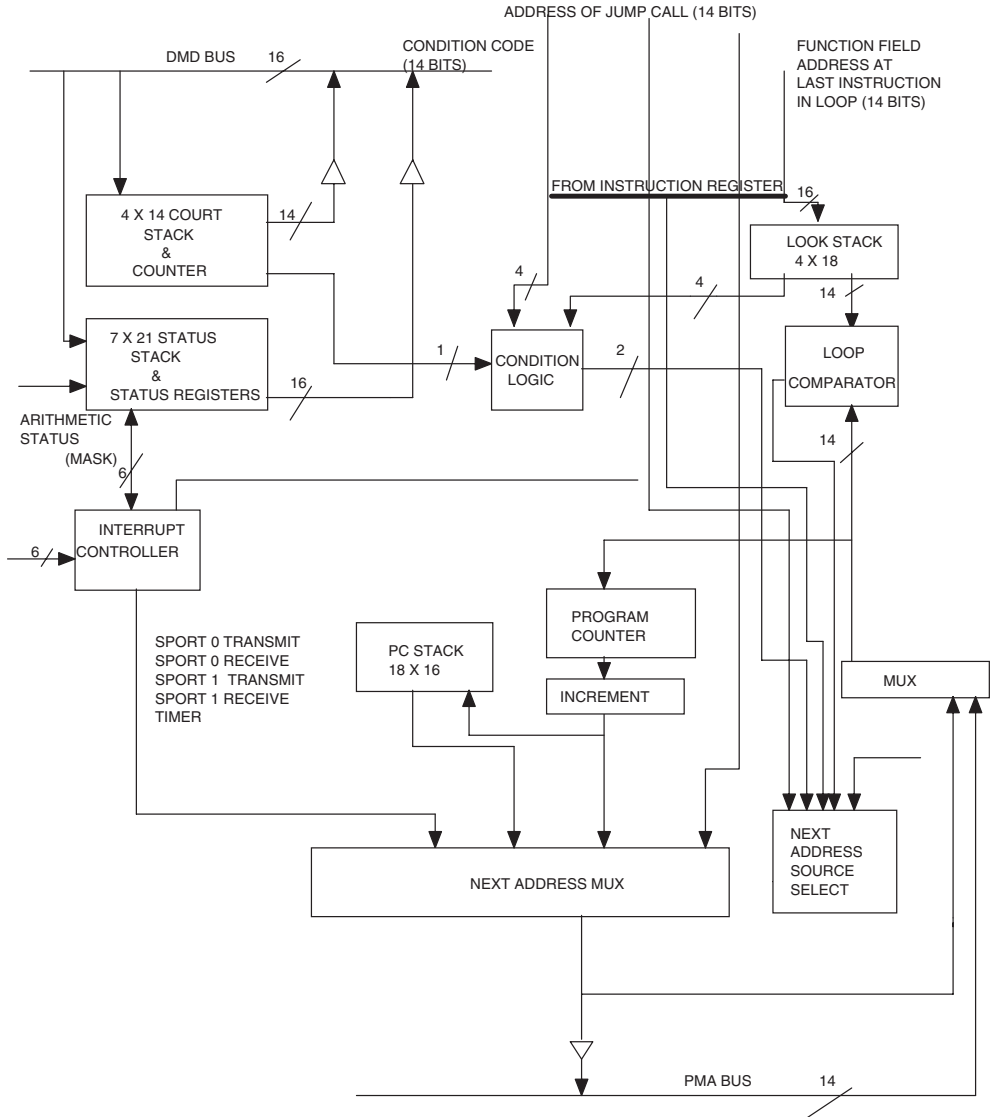 ADDRESS OF JUMP CALL (14 BITS)
DMD BUS
16
CONDITION CODE
(14 BITS)
FUNCTION FIELD
ADDRESS AT
LAST INSTRUCTION
IN LOOP (14 BITS)
FROM INSTRUCTION REGISTER
16
4 X 14 COURT
STACK
&
COUNTER
14
LOOK STACK
4 X 18
4
4
14
7 X 21 STATUS
STACK
&
STATUS REGISTERS
16
1
CONDITION
LOGIC
2
LOOP
COMPARATOR
ARITHMETIC
STATUS
(MASK)
6
14
INTERRUPT
CONTROLLER
6
PROGRAM
COUNTER
SPORT 0 TRANSMIT
SPORT 0 RECEIVE
SPORT 1 TRANSMIT
SPORT 1 RECEIVE
TIMER
PC STACK
18 X 16
INCREMENT
MUX
NEXT ADDRESS MUX
NEXT
ADDRESS
SOURCE
SELECT
PMA BUS
14